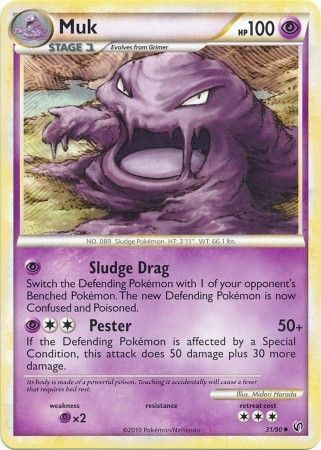 Muk
HP 100
STAGE 1
Evolves from Grimer
NO. 089 Sludge Pokémon HT: 3'11" WT: 66.1 lbs.
Sludge Drag
Switch the Defending Pokémon with 1 of your opponent's
Benched Pokémon. The new Defending Pokémon is now
Confused and Poisoned.
Pester 50+
If the Defending Pokémon is affected by a Special
Condition, this attack does 50 damage plus 30 more
damage.
Its body is made of a powerful poison. Touching it accidentally will cause a fever
that requires bed rest.
Illus. Midori Harada
weakness resistance retreat cost
×2
©2010 Pokémon/Nintendo
31/90